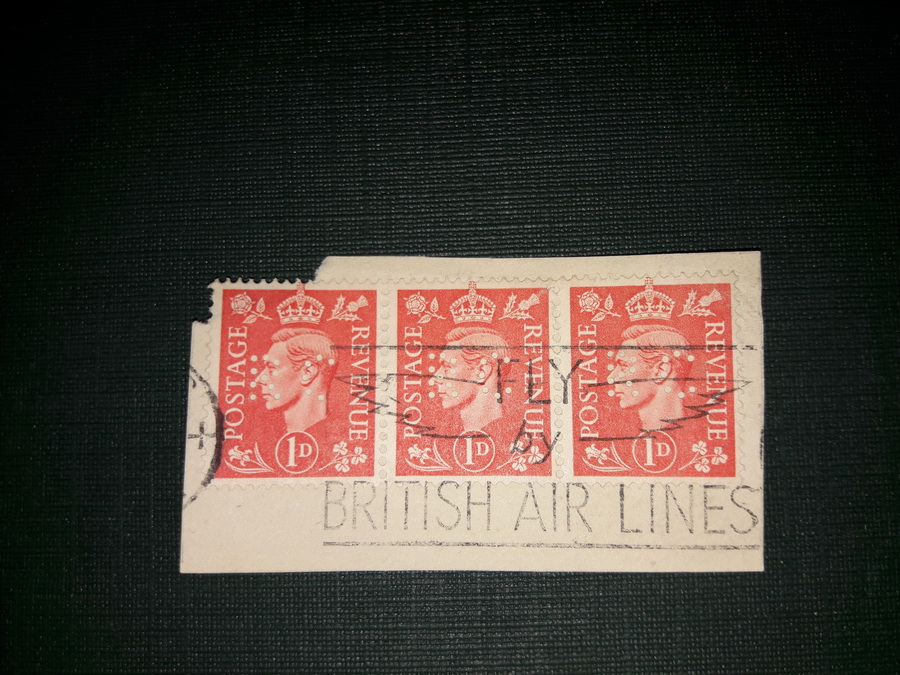 POSTAGE REVENUE 1D
POSTAGE REVENUE 1D
POSTAGE REVENUE 1D
FLY
by
BRITISH AIR LINES